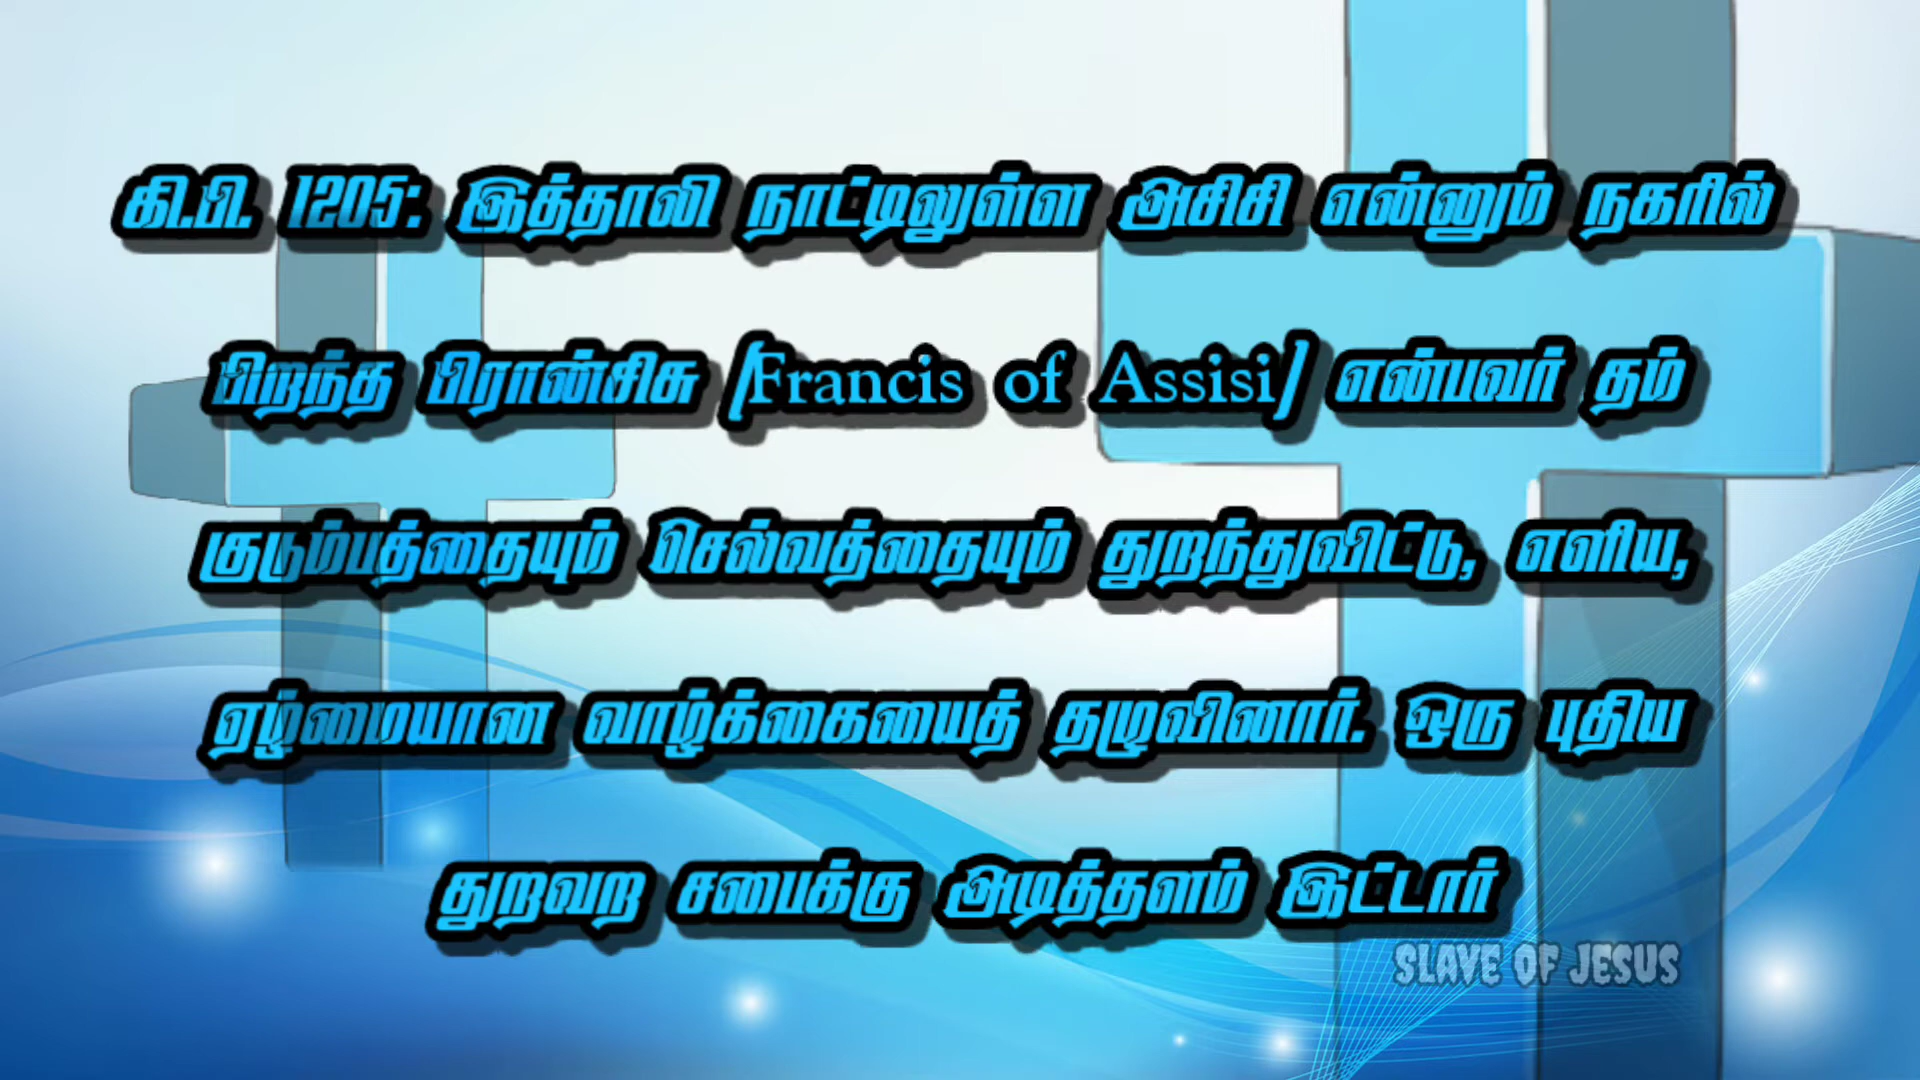 கி.பி. 1205: இத்தாலி நாட்டிலுள்ள அசிசி என்னும் நகரில்
பிறந்த பிரான்சிசு (Francis of Assisi) என்பவர் தம்
குடும்பத்தையும் செல்வத்தையும் துறந்துவிட்டு, எளிய,
ஏழ்மையான வாழ்க்கையைத் தழுவினார். ஒரு புதிய
துறவற சபைக்கு அடித்தளம் இட்டார்
SLAVE OF JESUS